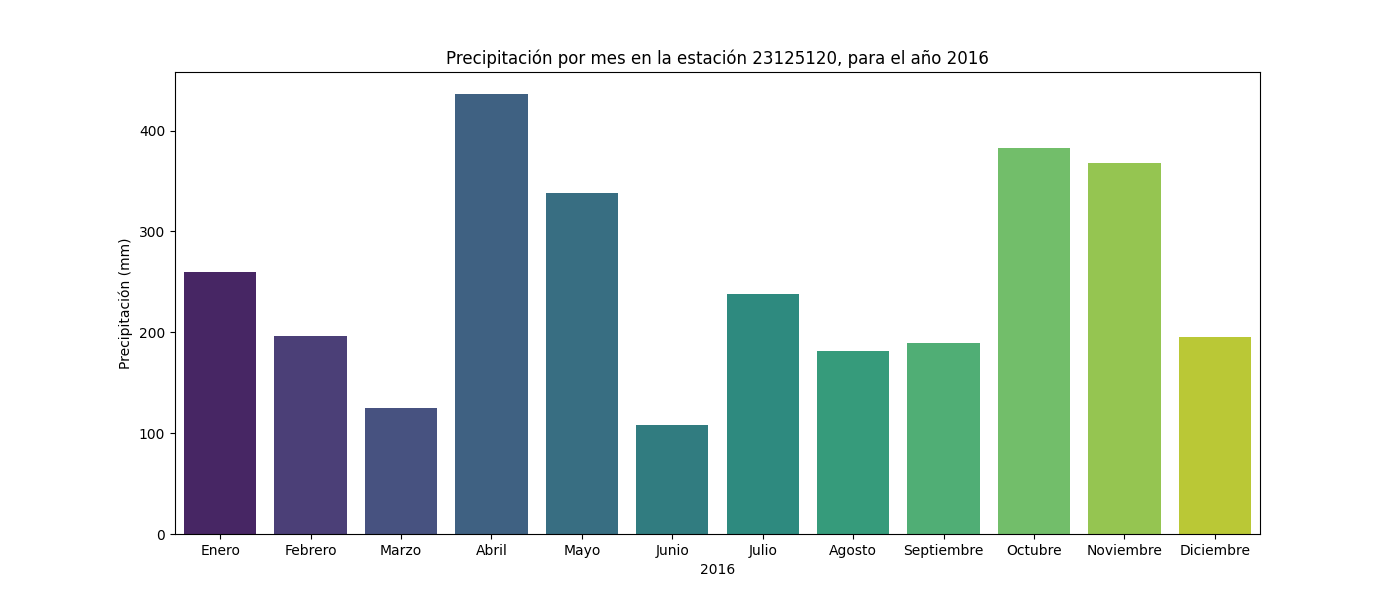 Precipitación por mes en la estación 23125120, para el año 2016
Precipitación (mm)
400
300
200
100
0
Enero Febrero Marzo Abril Mayo Junio Julio Agosto Septiembre Octubre Noviembre Diciembre
2016